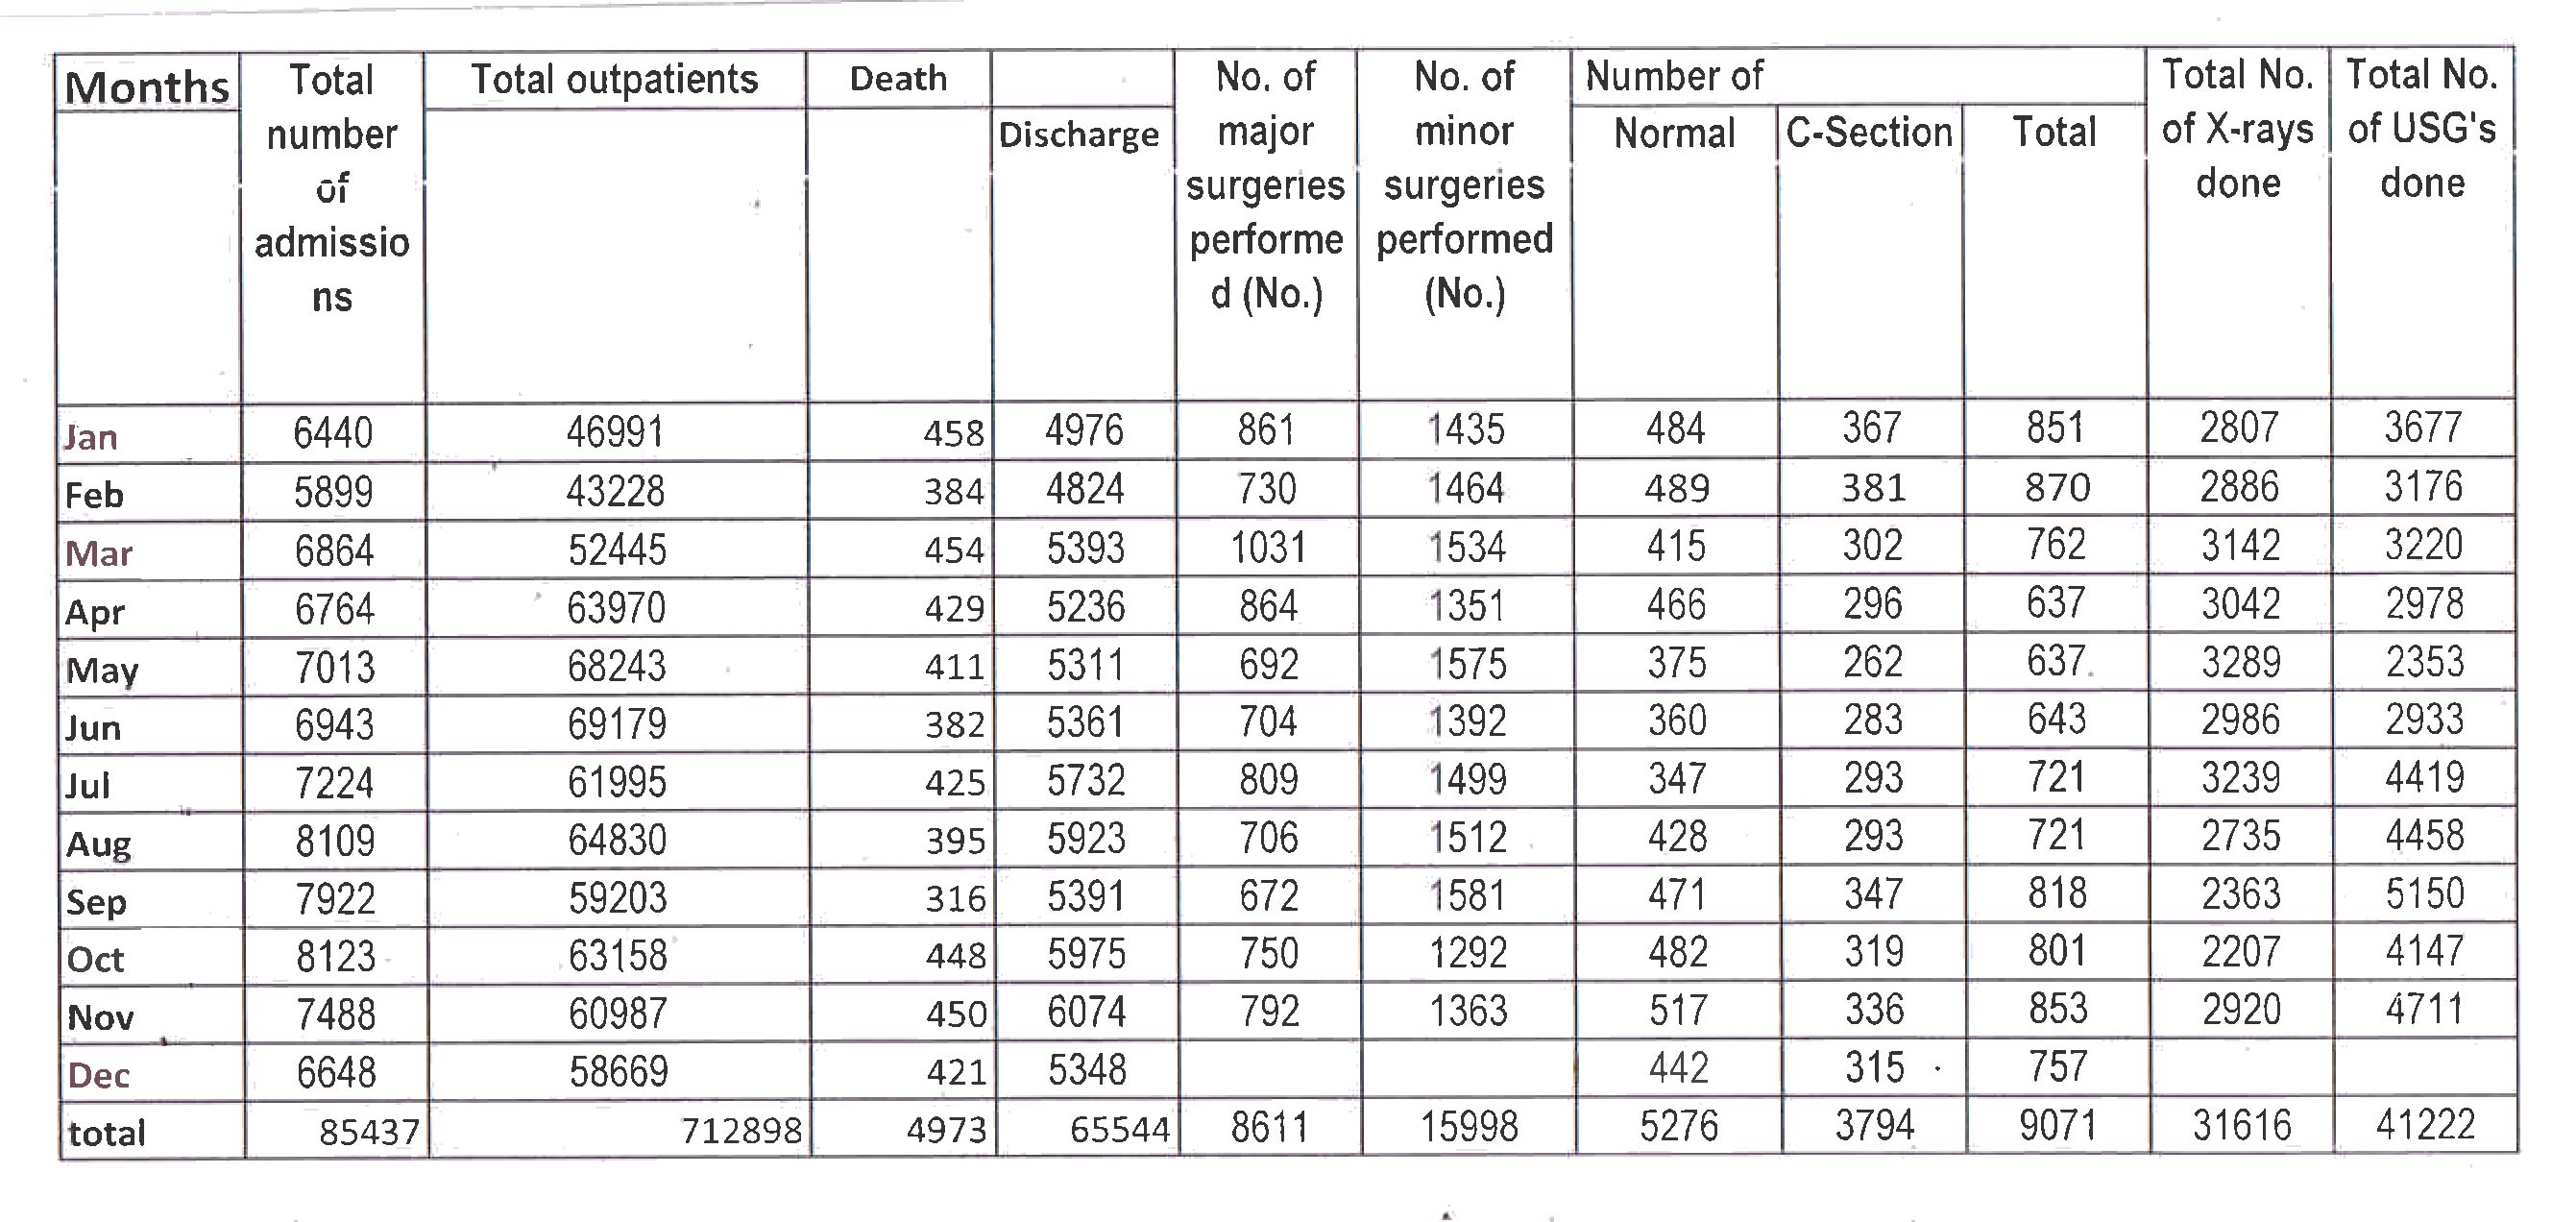 Months Total number of admissio ns Total outpatients Death Discharge No. of major surgeries performe d (No.) No. of minor surgeries performed (No.) Number of Normal C-Section Total Total No. of X-rays done Total No. of USG's done
Jan 6440 46991 458 4976 861 1435 484 367 851 2807 3677
Feb 5899 43228 384 4824 730 1464 489 381 870 2886 3176
Mar 6864 52445 454 5393 1031 1534 415 302 762 3142 3220
Apr 6764 63970 429 5236 864 1351 466 296 637 3042 2978
May 7013 68243 411 5311 692 1575 375 262 637 3289 2353
Jun 6943 69179 382 5361 704 1392 360 283 643 2986 2933
Jul 7224 61995 425 5732 809 1499 347 293 721 3239 4419
Aug 8109 64830 395 5923 706 1512 428 293 721 2735 4458
Sep 7922 59203 316 5391 672 1581 471 347 818 2363 5150
Oct 8123 63158 448 5975 750 1292 482 319 801 2207 4147
Nov 7488 60987 450 6074 792 1363 517 336 853 2920 4711
Dec 6648 58669 421 5348 442 315 757
total 85437 712898 4973 65544 8611 15998 5276 3794 9071 31616 41222